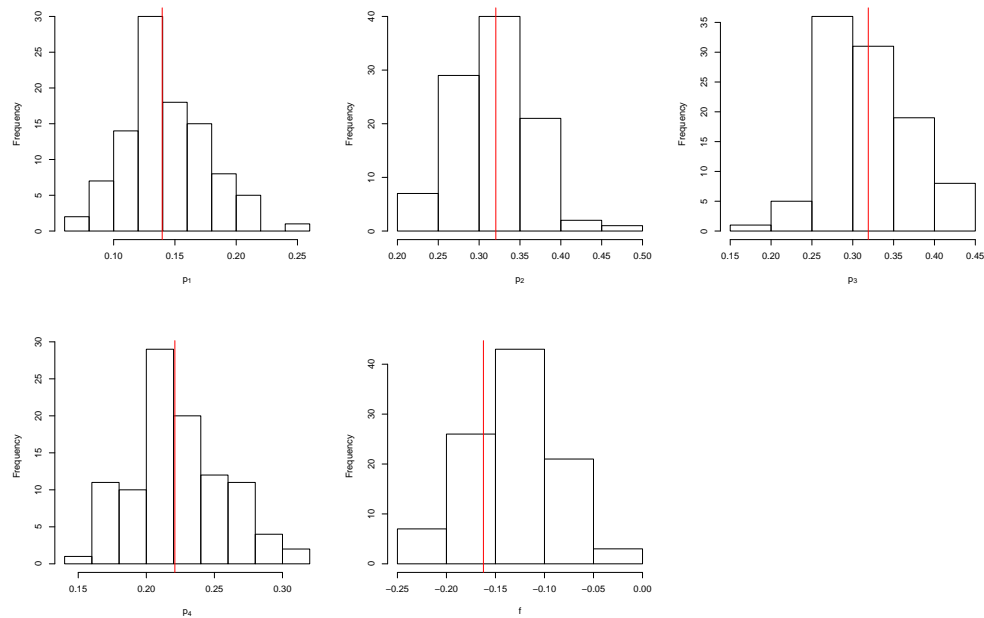 Frequency
0 5 10 15 20 25 30
0.10 0.15 0.20 0.25
p1
Frequency
0 10 20 30 40
0.20 0.25 0.30 0.35 0.40 0.45 0.50
p2
Frequency
0 5 10 15 20 25 30 35
0.15 0.20 0.25 0.30 0.35 0.40 0.45
p3
Frequency
0 5 10 15 20 25 30
0.15 0.20 0.25 0.30
p4
Frequency
0 10 20 30 40
−0.25 −0.20 −0.15 −0.10 −0.05 0.00
f